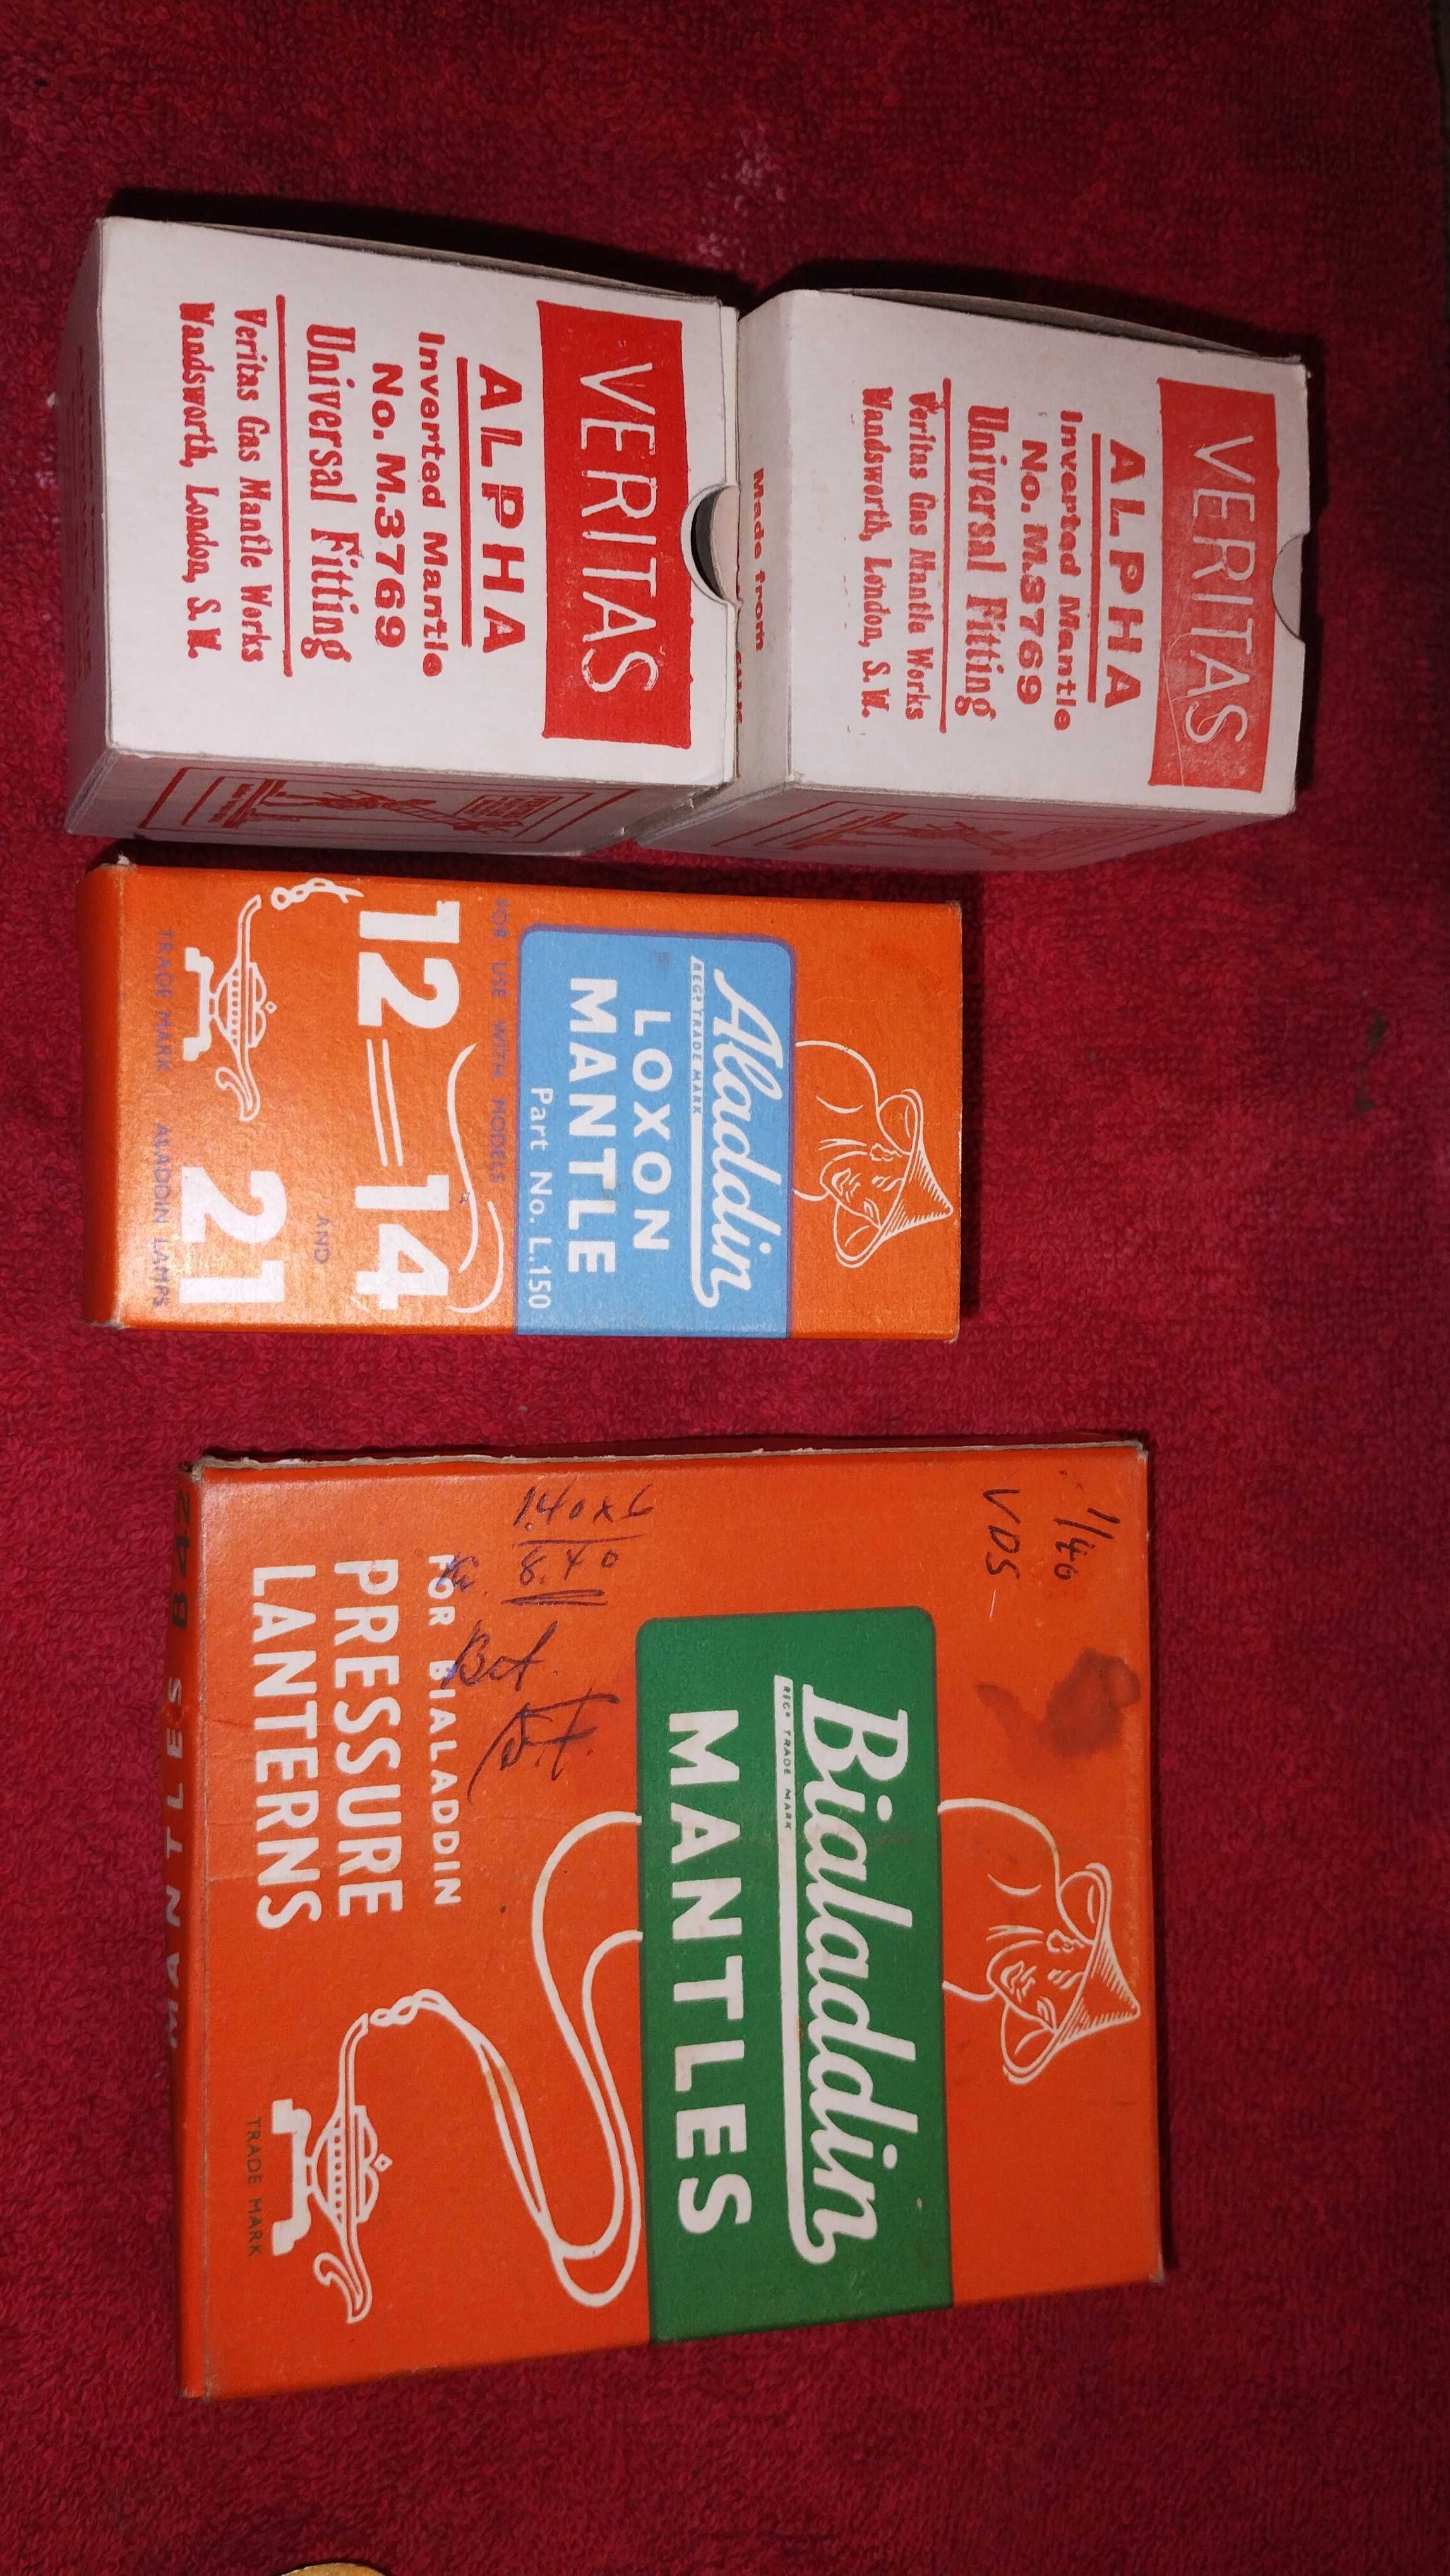 VERITAS
ALPHA
Inverted Mantle
No. M.3769
Universal Fitting
Veritas Gas Mantle Works
Wandsworth, London, S.W.
Made from
VERITAS
ALPHA
Inverted Mantle
No. M.3769
Universal Fitting
Veritas Gas Mantle Works
Wandsworth, London, S.W.
Aladdin
REGD TRADE MARK
LOXON
MANTLE
Part No. L.150
FOR USE WITH MODELS
12=14
AND
21
TRADE MARK ALADDIN LAMPS
1/40
VDS
Bialaddin
REGD TRADE MARK
MANTLES
1.40x6
8.40
FOR BIALADDIN
PRESSURE
LANTERNS
TRADE MARK
MANTLES B42